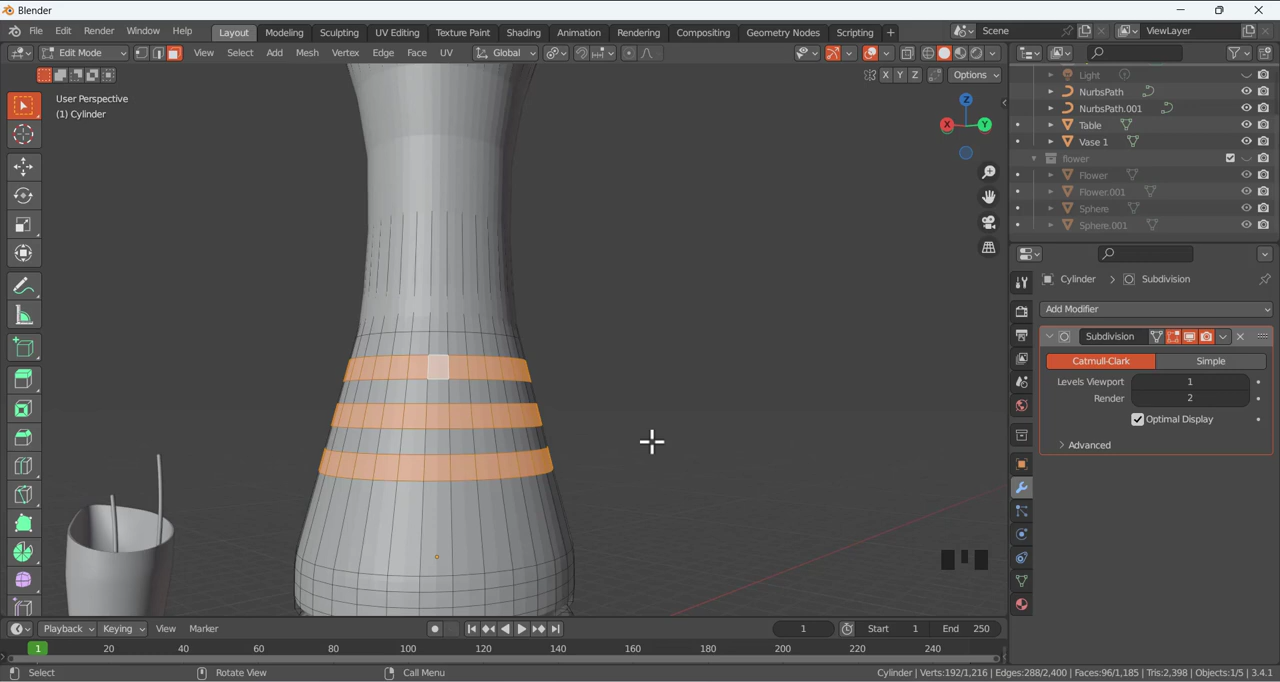 Blender
File Edit Render Window Help Layout Modeling Sculpting UV Editing Texture Paint Shading Animation Rendering Compositing Geometry Nodes Scripting + Scene ViewLayer
Edit Mode View Select Add Mesh Vertex Edge Face UV Global
X Y Z Options
User Perspective
(1) Cylinder
Z
X Y
Light
NurbsPath
NurbsPath.001
Table
Vase 1
flower
Flower
Flower.001
Sphere
Sphere.001
Cylinder > Subdivision
Add Modifier
Subdivision
Catmull-Clark Simple
Levels Viewport 1
Render 2
Optimal Display
> Advanced
Playback Keying View Marker 1 Start 1 End 250
1 20 40 60 80 100 120 140 160 180 200 220 240
Select Rotate View Call Menu Cylinder | Verts:192/1,216 | Edges:288/2,400 | Faces:96/1,185 | Tris:2,398 | Objects:1/5 | 3.4.1